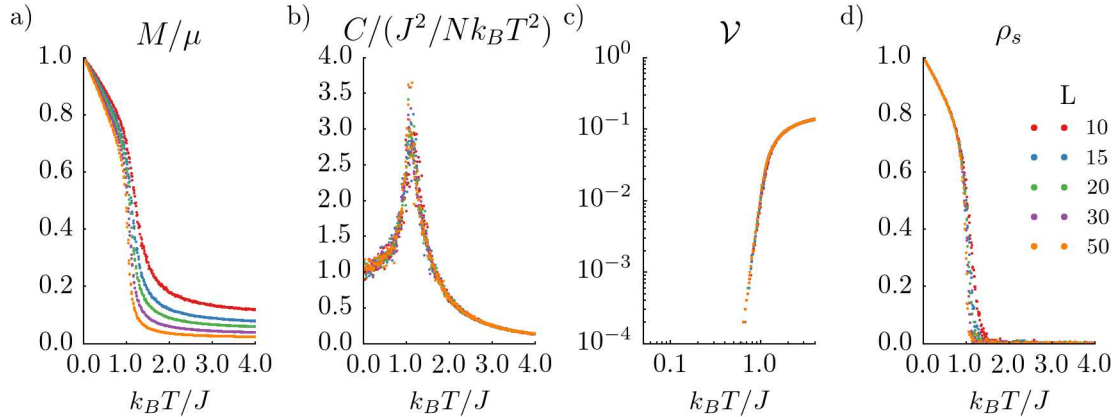 a)
M/μ
1.0
0.8
0.6
0.4
0.2
0.0
0.0 1.0 2.0 3.0 4.0
k_BT/J
b)
C/(J²/Nk_BT²)
4.0
3.5
3.0
2.5
2.0
1.5
1.0
0.5
0.0
0.0 1.0 2.0 3.0 4.0
k_BT/J
c)
𝒱
10⁰
10⁻¹
10⁻²
10⁻³
10⁻⁴
0.1 1.0
k_BT/J
d)
ρ_s
1.0
0.8
0.6
0.4
0.2
0.0
0.0 1.0 2.0 3.0 4.0
k_BT/J
L
10
15
20
30
50